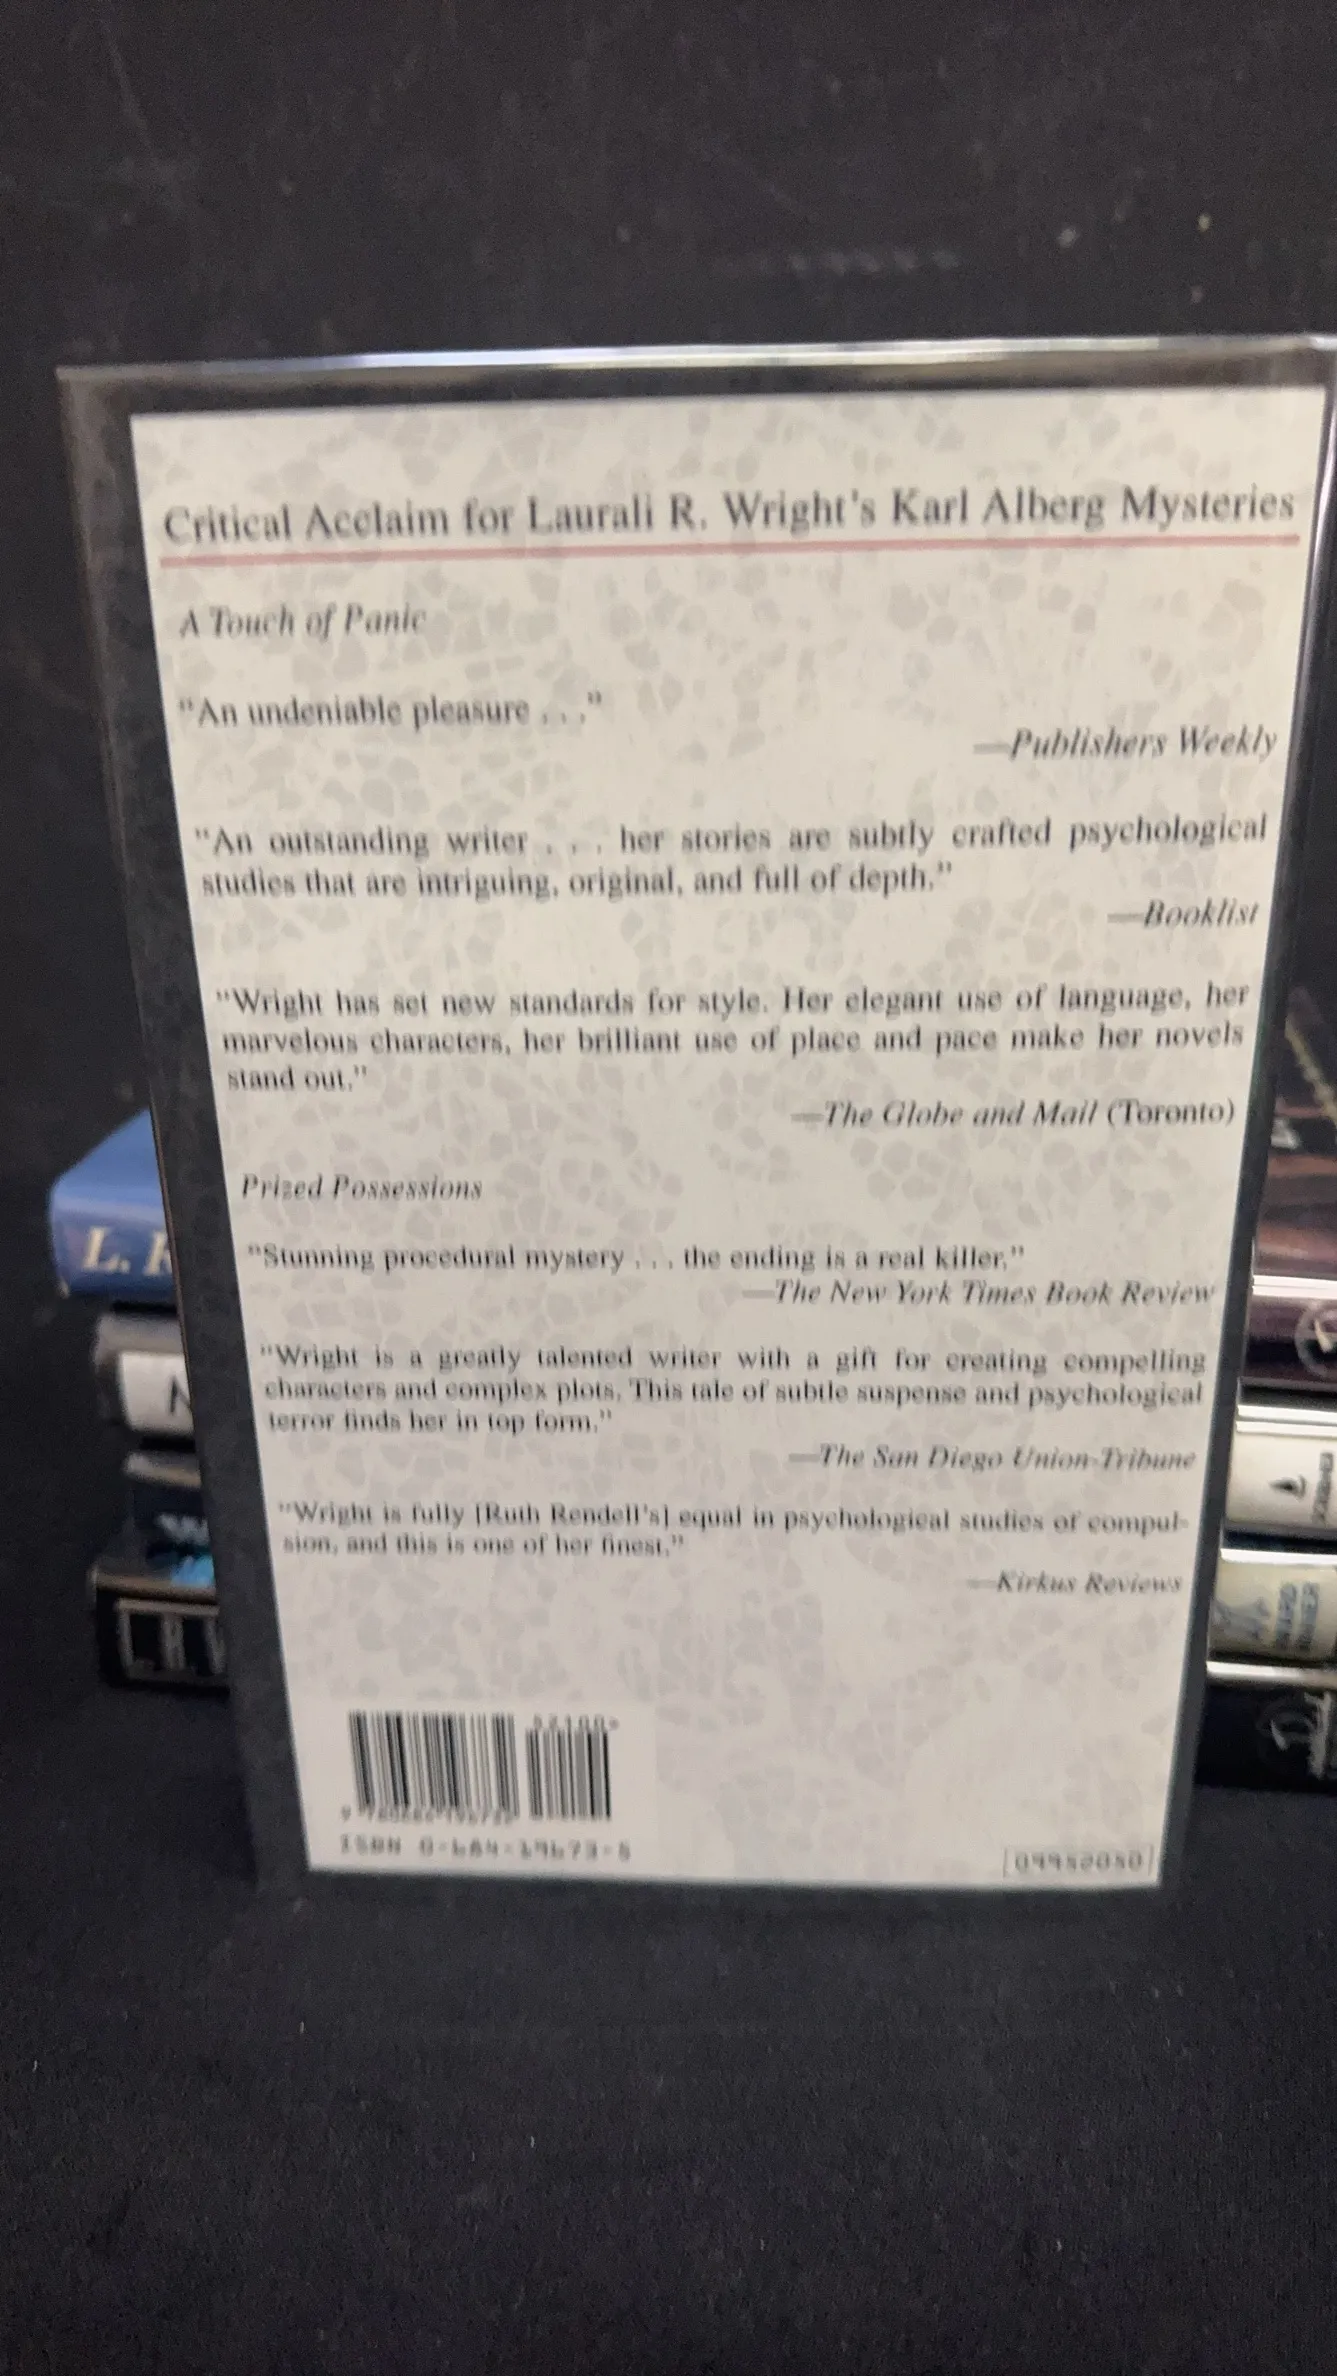 Critical Acclaim for Laurali R. Wright's Karl Alberg Mysteries
A Touch of Panic
"An undeniable pleasure . . ."
—Publishers Weekly
"An outstanding writer . . . her stories are subtly crafted psychological
studies that are intriguing, original, and full of depth."
—Booklist
"Wright has set new standards for style. Her elegant use of language, her
marvelous characters, her brilliant use of place and pace make her novels
stand out."
—The Globe and Mail (Toronto)
Prized Possessions
"Stunning procedural mystery . . . the ending is a real killer."
—The New York Times Book Review
"Wright is a greatly talented writer with a gift for creating compelling
characters and complex plots. This tale of subtle suspense and psychological
terror finds her in top form."
—The San Diego Union-Tribune
"Wright is fully [Ruth Rendell's] equal in psychological studies of compul-
sion, and this is one of her finest."
—Kirkus Reviews
ISBN 0-684-19673-5
L.